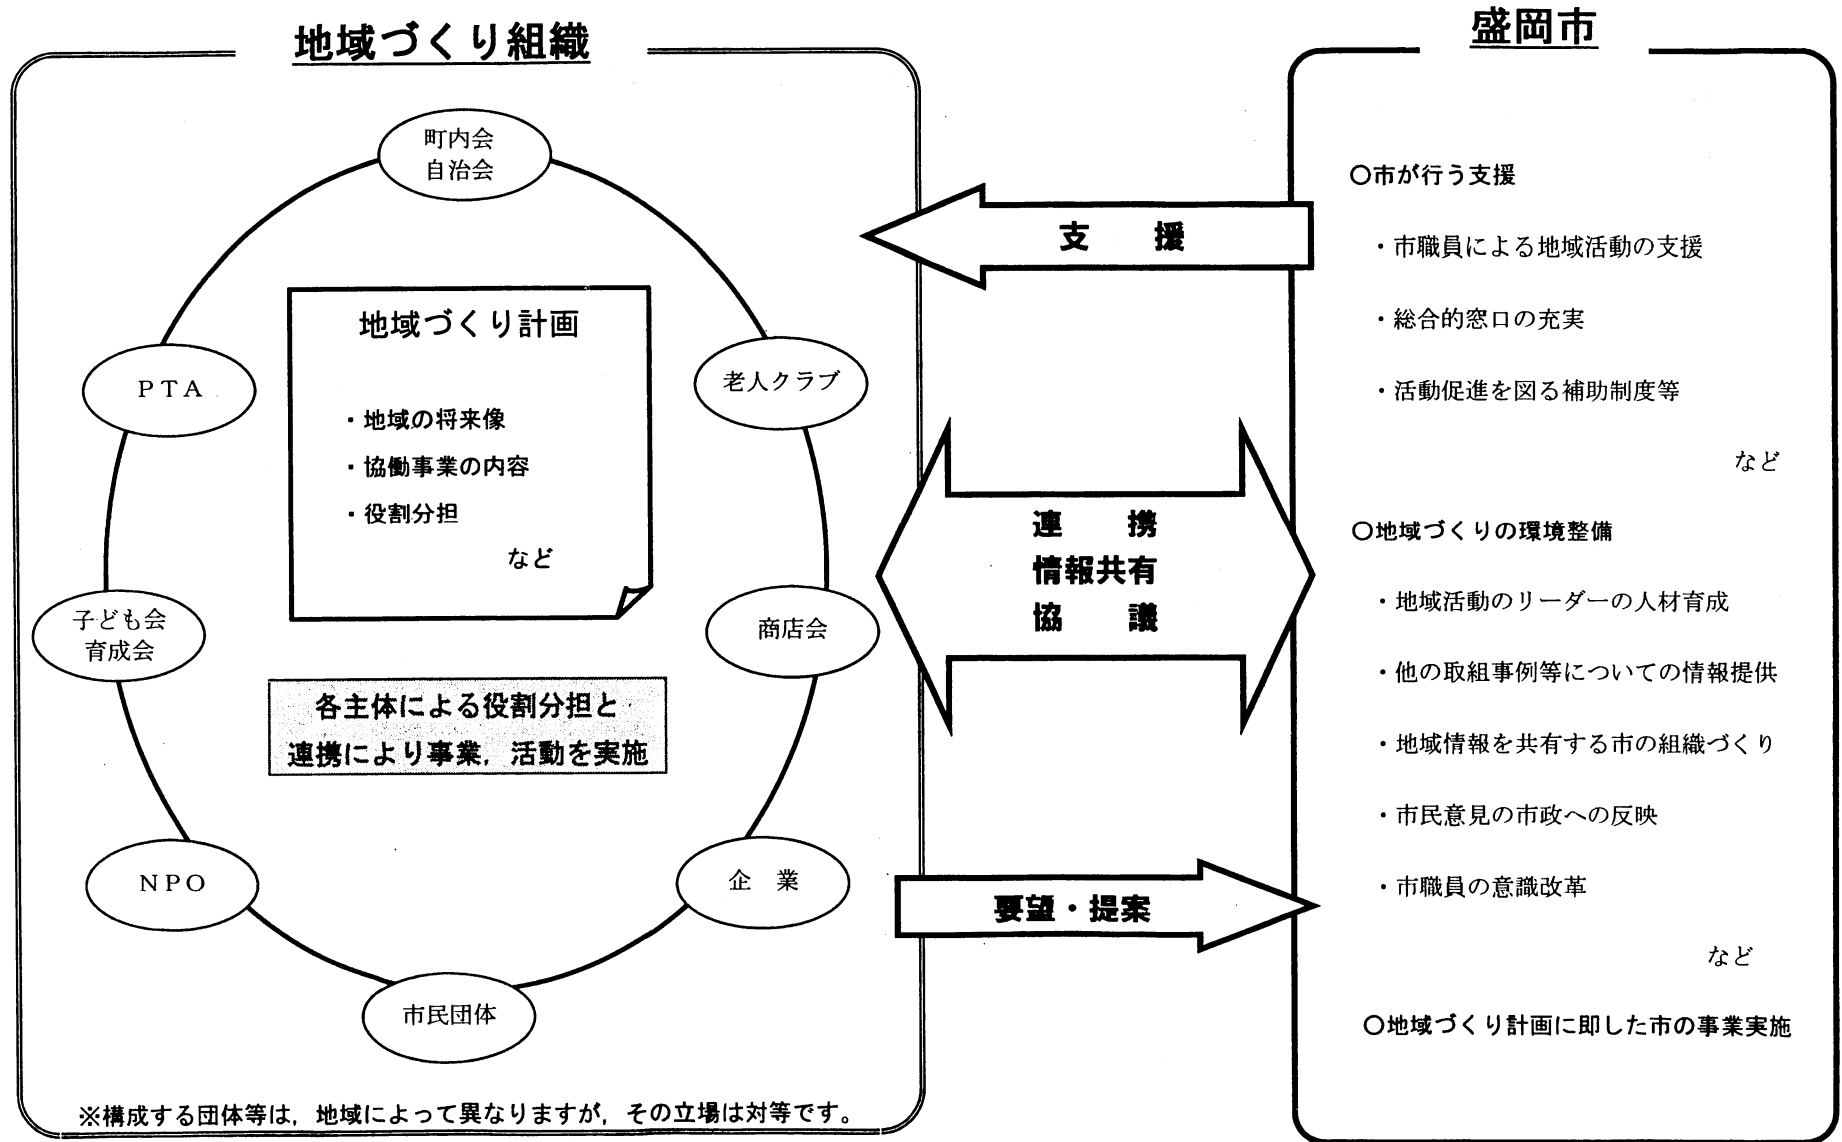 地域づくり組織
町内会
自治会
PTA
老人クラブ
地域づくり計画
・地域の将来像
・協働事業の内容
・役割分担
など
子ども会
育成会
商店会
各主体による役割分担と
連携により事業，活動を実施
NPO
企　業
市民団体
※構成する団体等は，地域によって異なりますが，その立場は対等です。
支　　援
連　　携
情報共有
協　　議
要望・提案
盛岡市
○市が行う支援
・市職員による地域活動の支援
・総合的窓口の充実
・活動促進を図る補助制度等
など
○地域づくりの環境整備
・地域活動のリーダーの人材育成
・他の取組事例等についての情報提供
・地域情報を共有する市の組織づくり
・市民意見の市政への反映
・市職員の意識改革
など
○地域づくり計画に即した市の事業実施